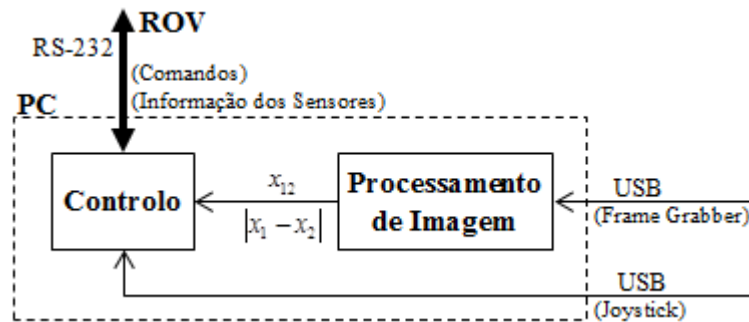 ROV
RS-232
(Comandos)
(Informação dos Sensores)
PC
Controlo
x₁₂
|x₁ − x₂|
Processamento
de Imagem
USB
(Frame Grabber)
USB
(Joystick)